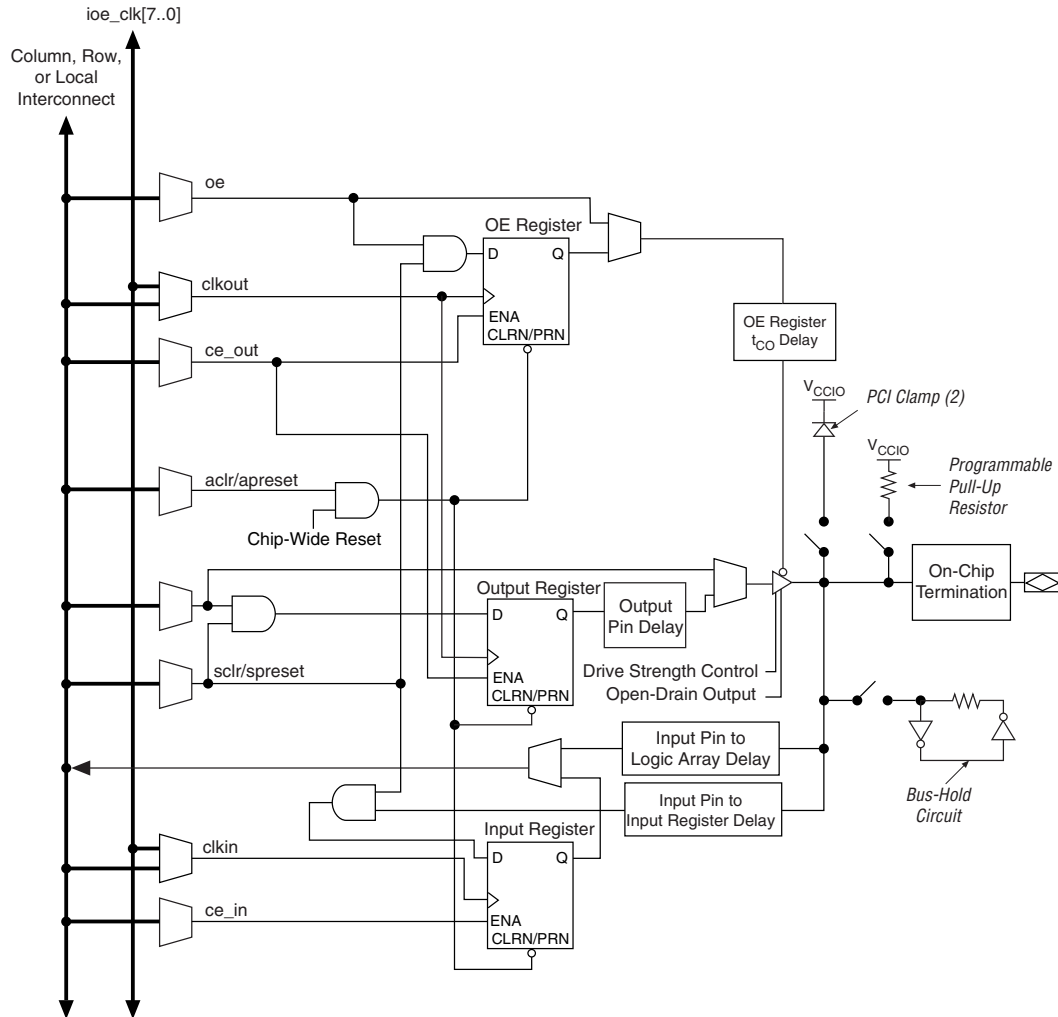 ioe_clk[7..0]
Column, Row,
or Local
Interconnect
oe
OE Register
D
Q
clkout
ENA
CLRN/PRN
OE Register
tCO Delay
ce_out
VCCIO
PCI Clamp (2)
VCCIO
Programmable
Pull-Up
Resistor
aclr/apreset
Chip-Wide Reset
On-Chip
Termination
Output Register
D
Q
Output
Pin Delay
ENA
CLRN/PRN
sclr/spreset
Drive Strength Control
Open-Drain Output
Input Pin to
Logic Array Delay
Input Pin to
Input Register Delay
Bus-Hold
Circuit
Input Register
D
Q
clkin
ENA
CLRN/PRN
ce_in